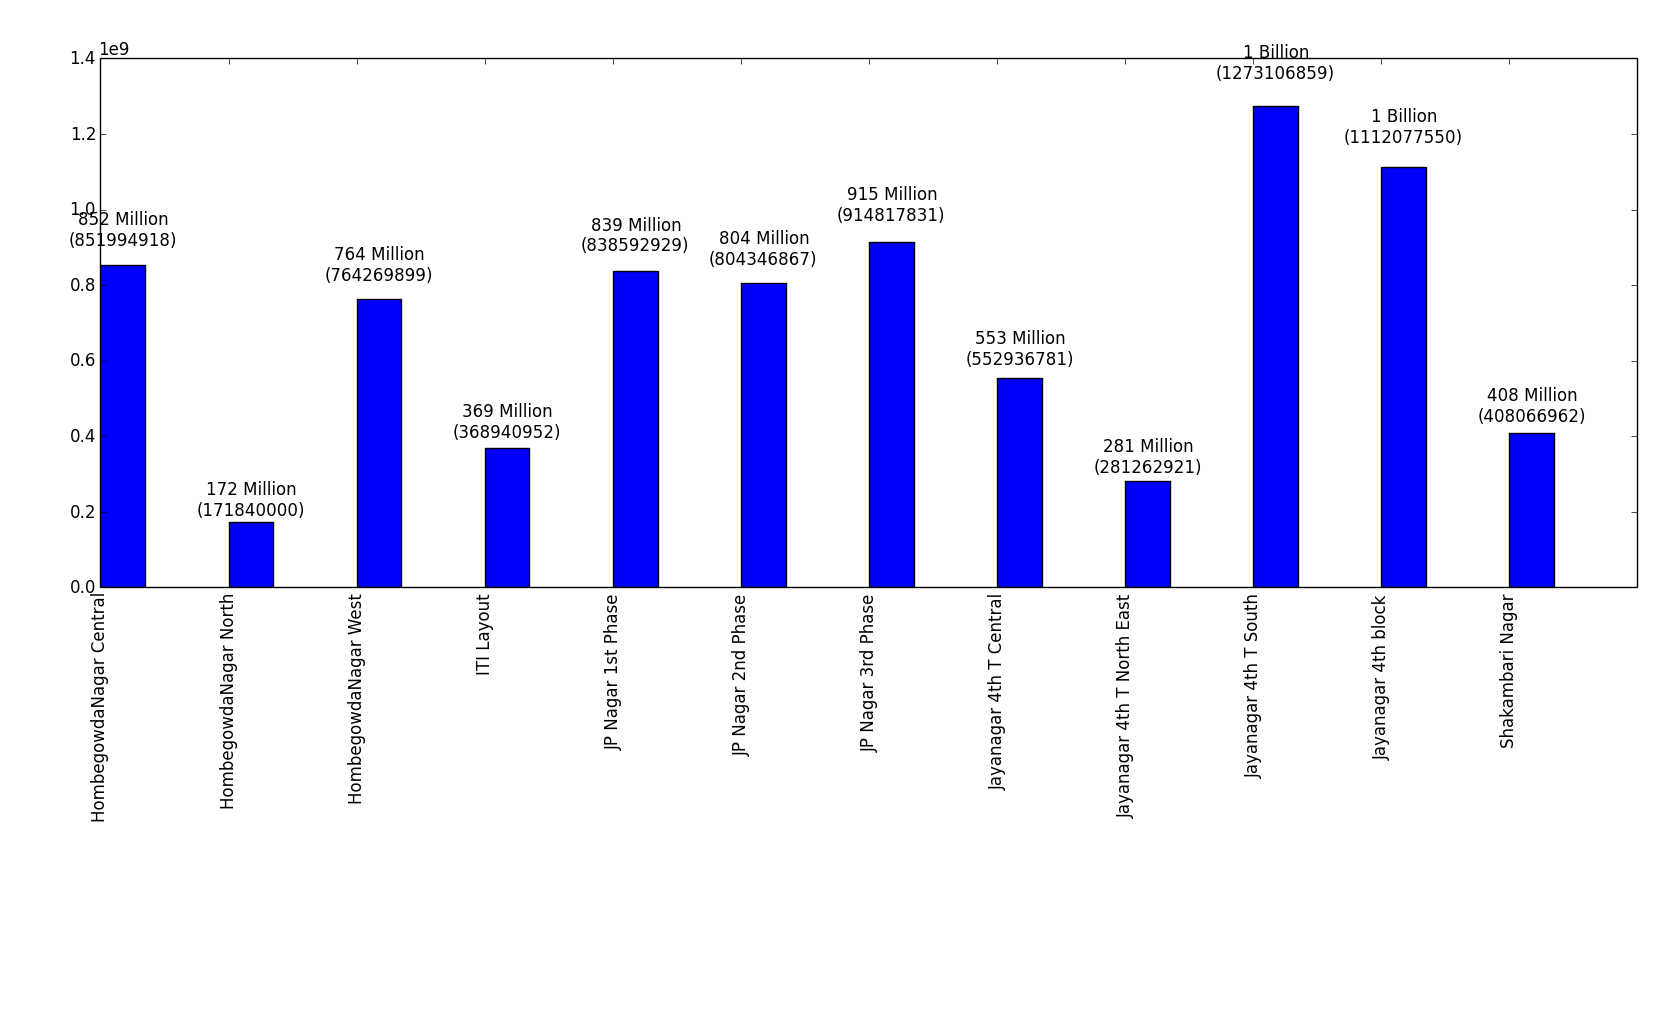 1e9
1.4
1.2
1.0
0.8
0.6
0.4
0.2
0.0
852 Million
(851994918)
172 Million
(171840000)
764 Million
(764269899)
369 Million
(368940952)
839 Million
(838592929)
804 Million
(804346867)
915 Million
(914817831)
553 Million
(552936781)
281 Million
(281262921)
1 Billion
(1273106859)
1 Billion
(1112077550)
408 Million
(408066962)
HombegowdaNagar Central
HombegowdaNagar North
HombegowdaNagar West
ITI Layout
JP Nagar 1st Phase
JP Nagar 2nd Phase
JP Nagar 3rd Phase
Jayanagar 4th T Central
Jayanagar 4th T North East
Jayanagar 4th T South
Jayanagar 4th block
Shakambari Nagar